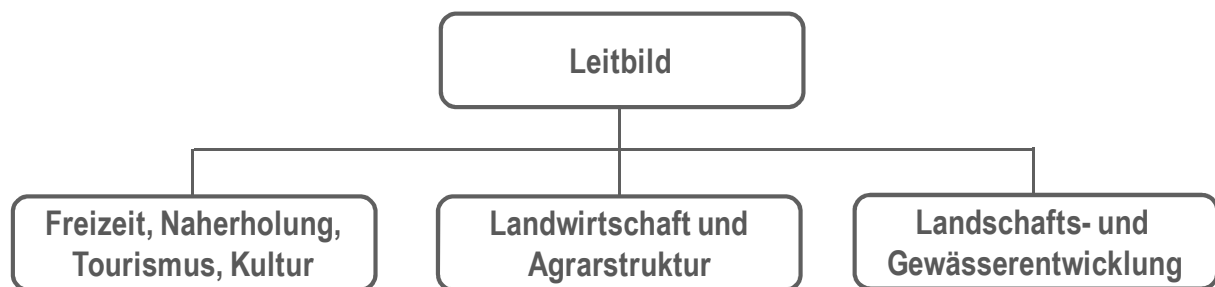 Leitbild
Freizeit, Naherholung,
Tourismus, Kultur
Landwirtschaft und
Agrarstruktur
Landschafts- und
Gewässerentwicklung